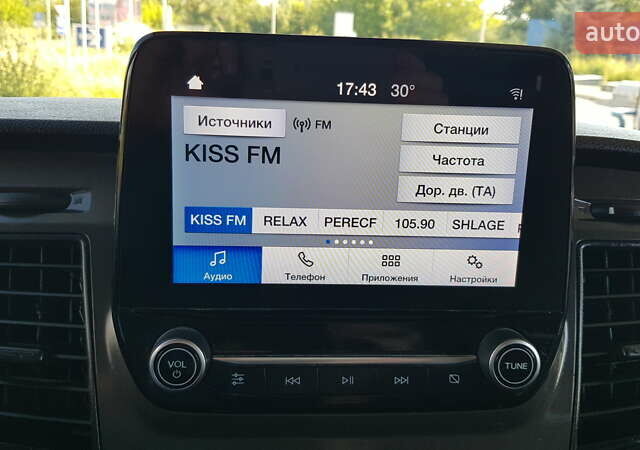 auto
17:43 30°
Источники FM
Станции
KISS FM
Частота
Дор. дв. (TA)
KISS FM RELAX PERECF 105.90 SHLAGE
Аудио Телефон Приложения Настройки
VOL TUNE